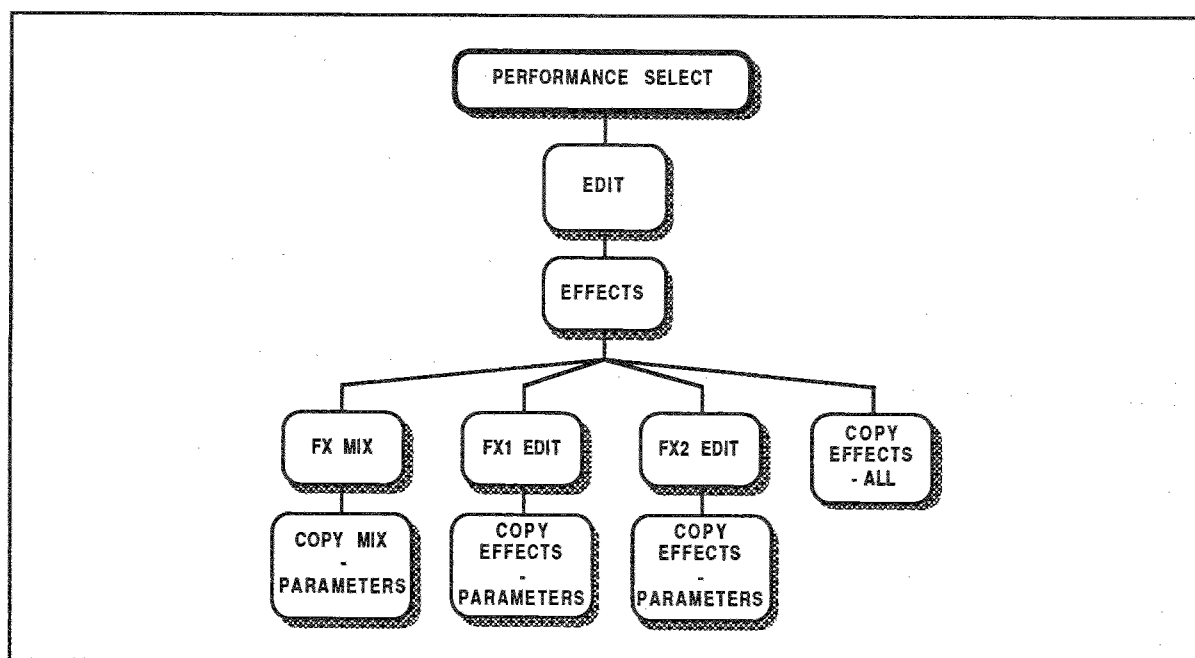 PERFORMANCE SELECT
EDIT
EFFECTS
FX MIX
FX1 EDIT
FX2 EDIT
COPY
EFFECTS
- ALL
COPY MIX
-
PARAMETERS
COPY
EFFECTS
-
PARAMETERS
COPY
EFFECTS
-
PARAMETERS